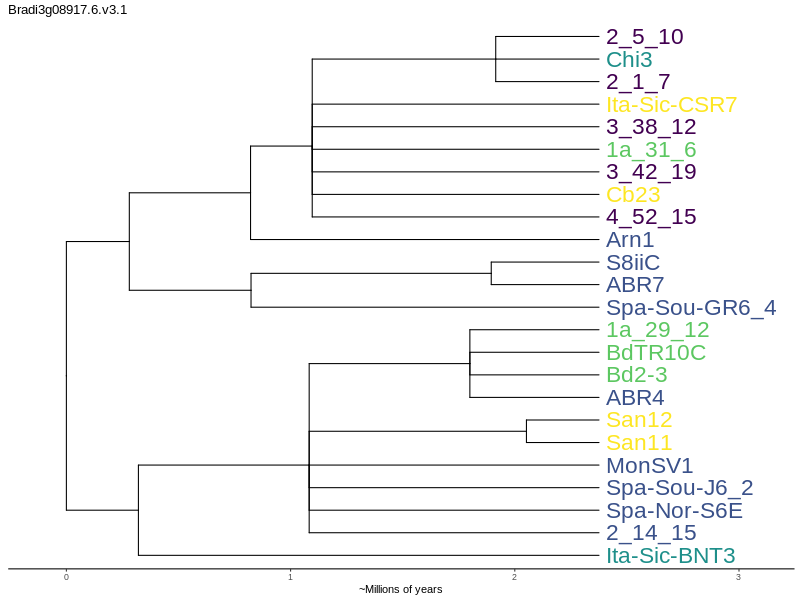 Bradi3g08917.6.v3.1
2_5_10
Chi3
2_1_7
Ita-Sic-CSR7
3_38_12
1a_31_6
3_42_19
Cb23
4_52_15
Arn1
S8iiC
ABR7
Spa-Sou-GR6_4
1a_29_12
BdTR10C
Bd2-3
ABR4
San12
San11
MonSV1
Spa-Sou-J6_2
Spa-Nor-S6E
2_14_15
Ita-Sic-BNT3
0 1 2 3
~Millions of years